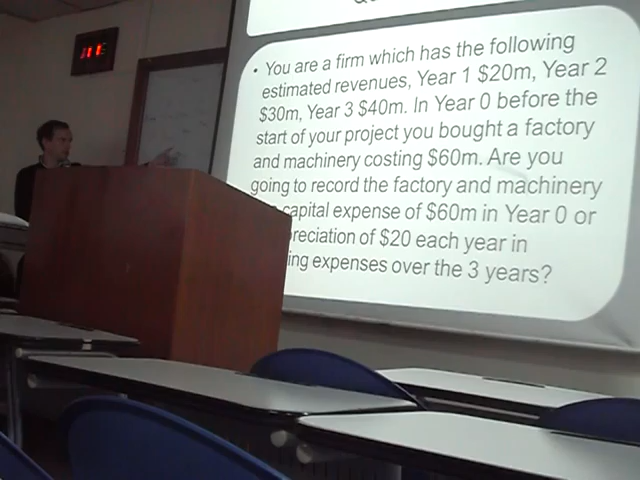 • You are a firm which has the following
estimated revenues, Year 1 $20m, Year 2
$30m, Year 3 $40m. In Year 0 before the
start of your project you bought a factory
and machinery costing $60m. Are you
going to record the factory and machinery
capital expense of $60m in Year 0 or
reciation of $20 each year in
ing expenses over the 3 years?